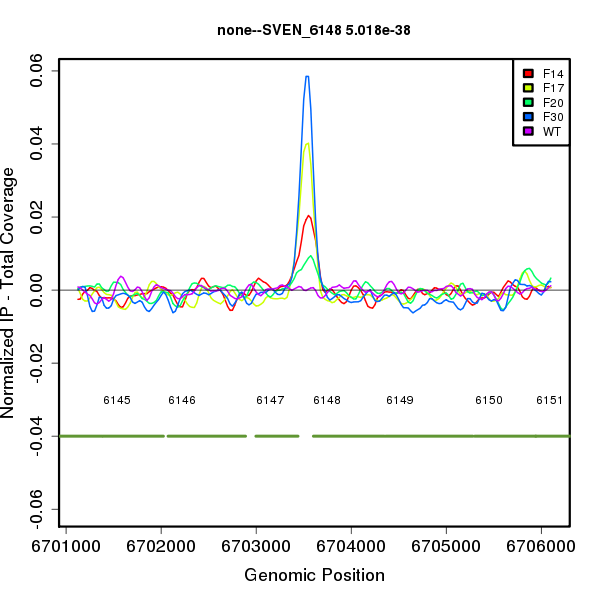 none--SVEN_6148 5.018e-38
F14
F17
F20
F30
WT
Normalized IP - Total Coverage
0.06
0.04
0.02
0.00
-0.02
-0.04
-0.06
6145 6146 6147 6148 6149 6150 6151
6701000 6702000 6703000 6704000 6705000 6706000
Genomic Position